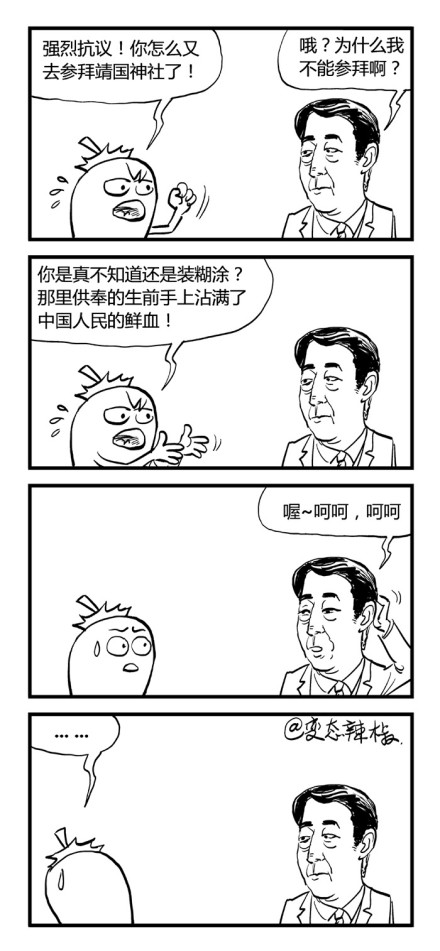 强烈抗议！你怎么又
去参拜靖国神社了！
哦？为什么我
不能参拜啊？
你是真不知道还是装糊涂？
那里供奉的生前手上沾满了
中国人民的鲜血！
喔~呵呵，呵呵
... ...
@变态辣椒.